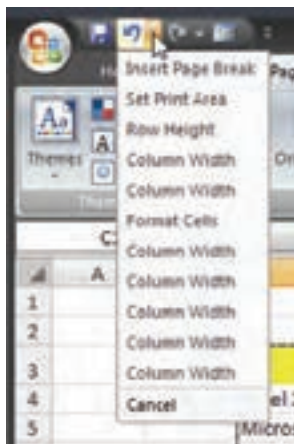 Insert Page Break
Set Print Area
Row Height
Column Width
Column Width
Format Cells
Column Width
Column Width
Column Width
Column Width
Column Width
Cancel
Themes
Aa
A
A
1
2
3
4
5